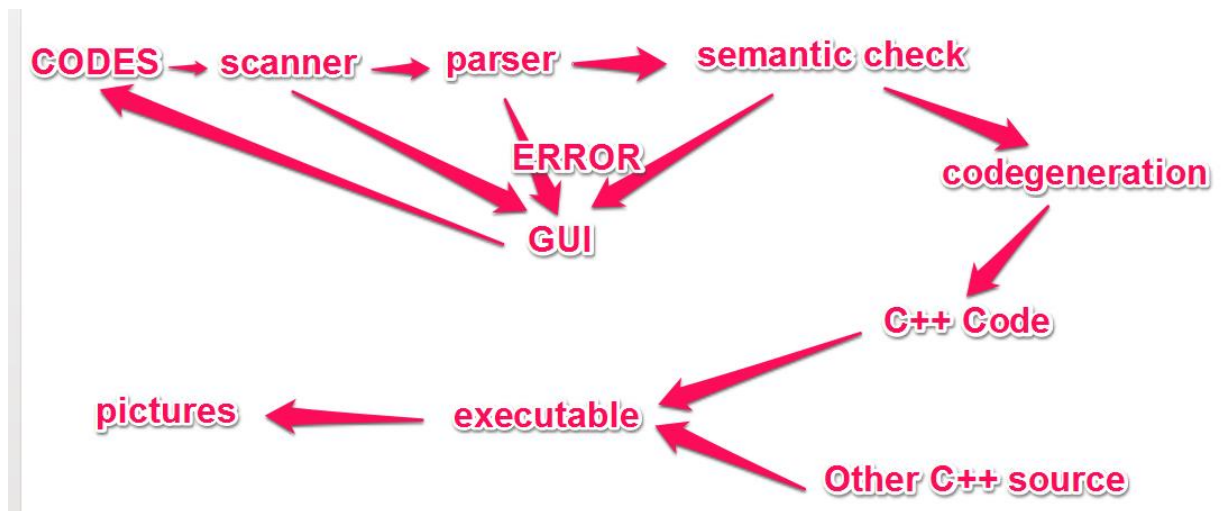 CODES
scanner
parser
semantic check
ERROR
codegeneration
GUI
C++ Code
pictures
executable
Other C++ source